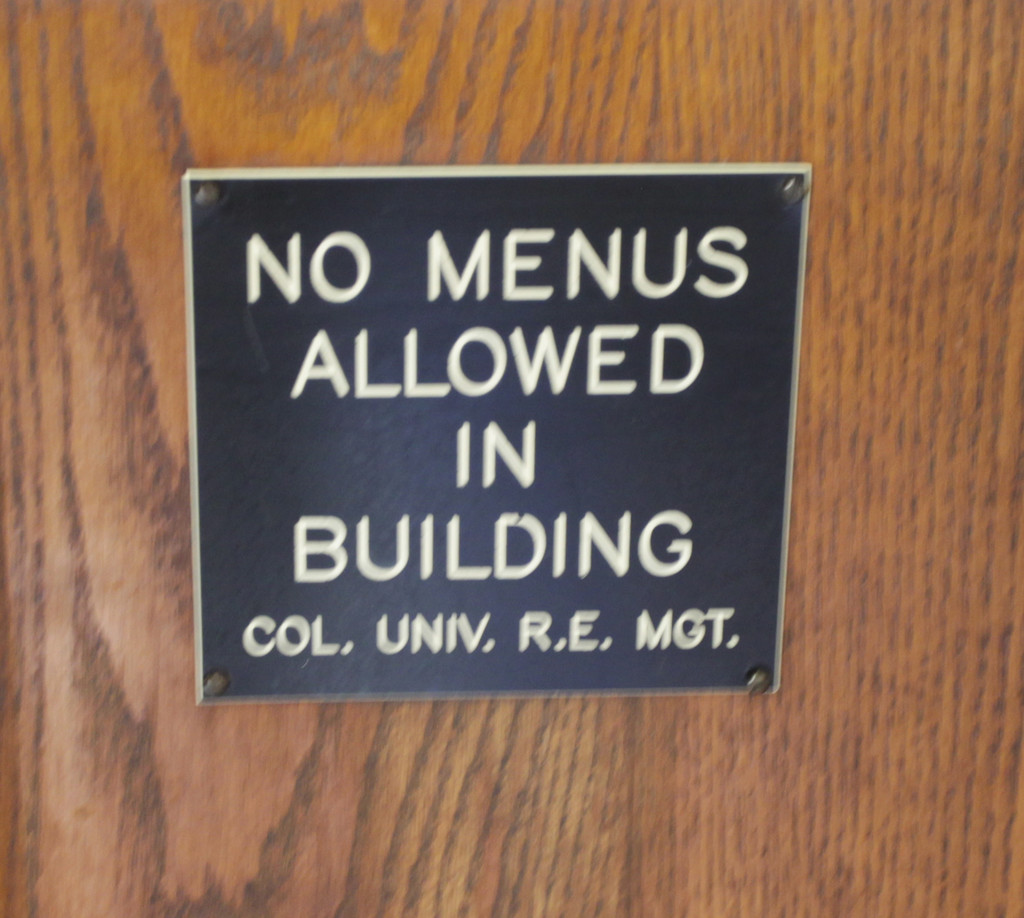 NO MENUS
ALLOWED
IN
BUILDING
COL. UNIV. R.E. MGT.